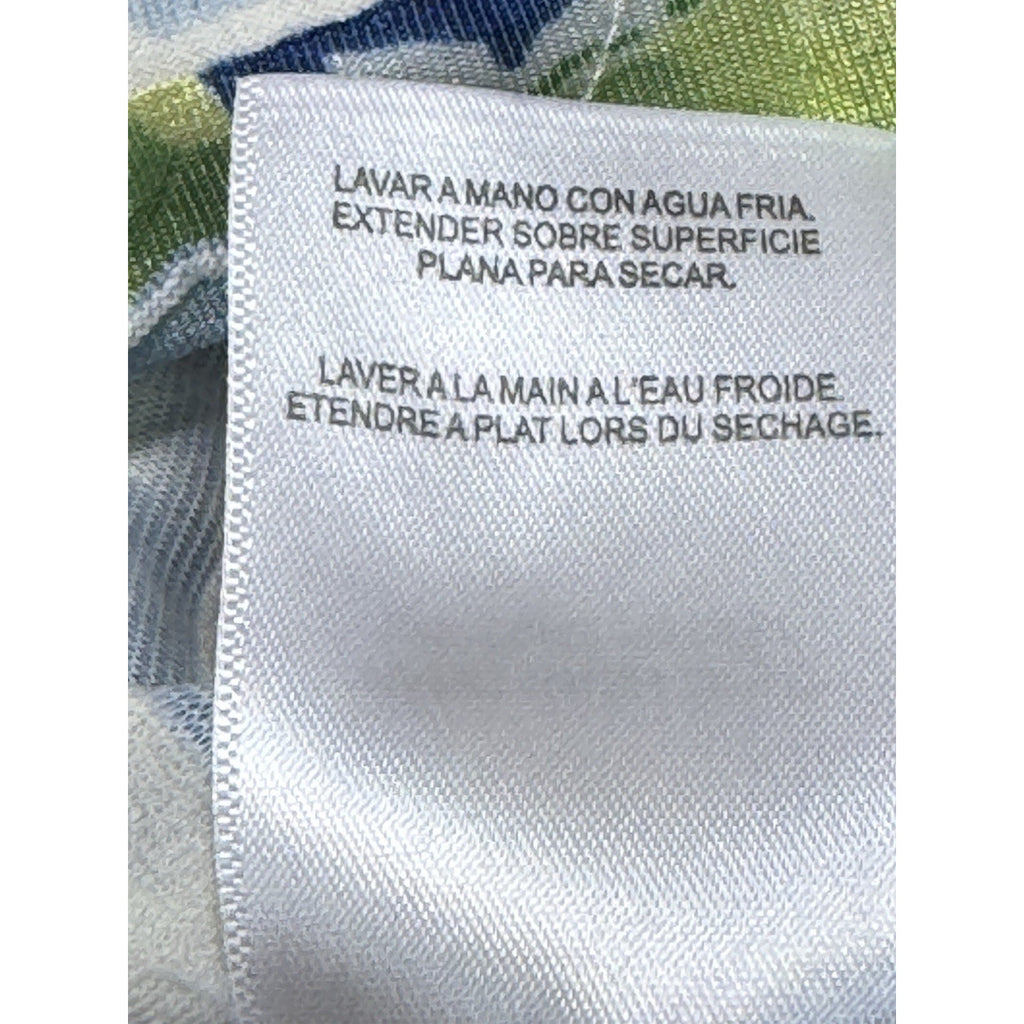 LAVAR A MANO CON AGUA FRIA.
EXTENDER SOBRE SUPERFICIE
PLANA PARA SECAR.
LAVER A LA MAIN A L'EAU FROIDE.
ETENDRE A PLAT LORS DU SECHAGE.